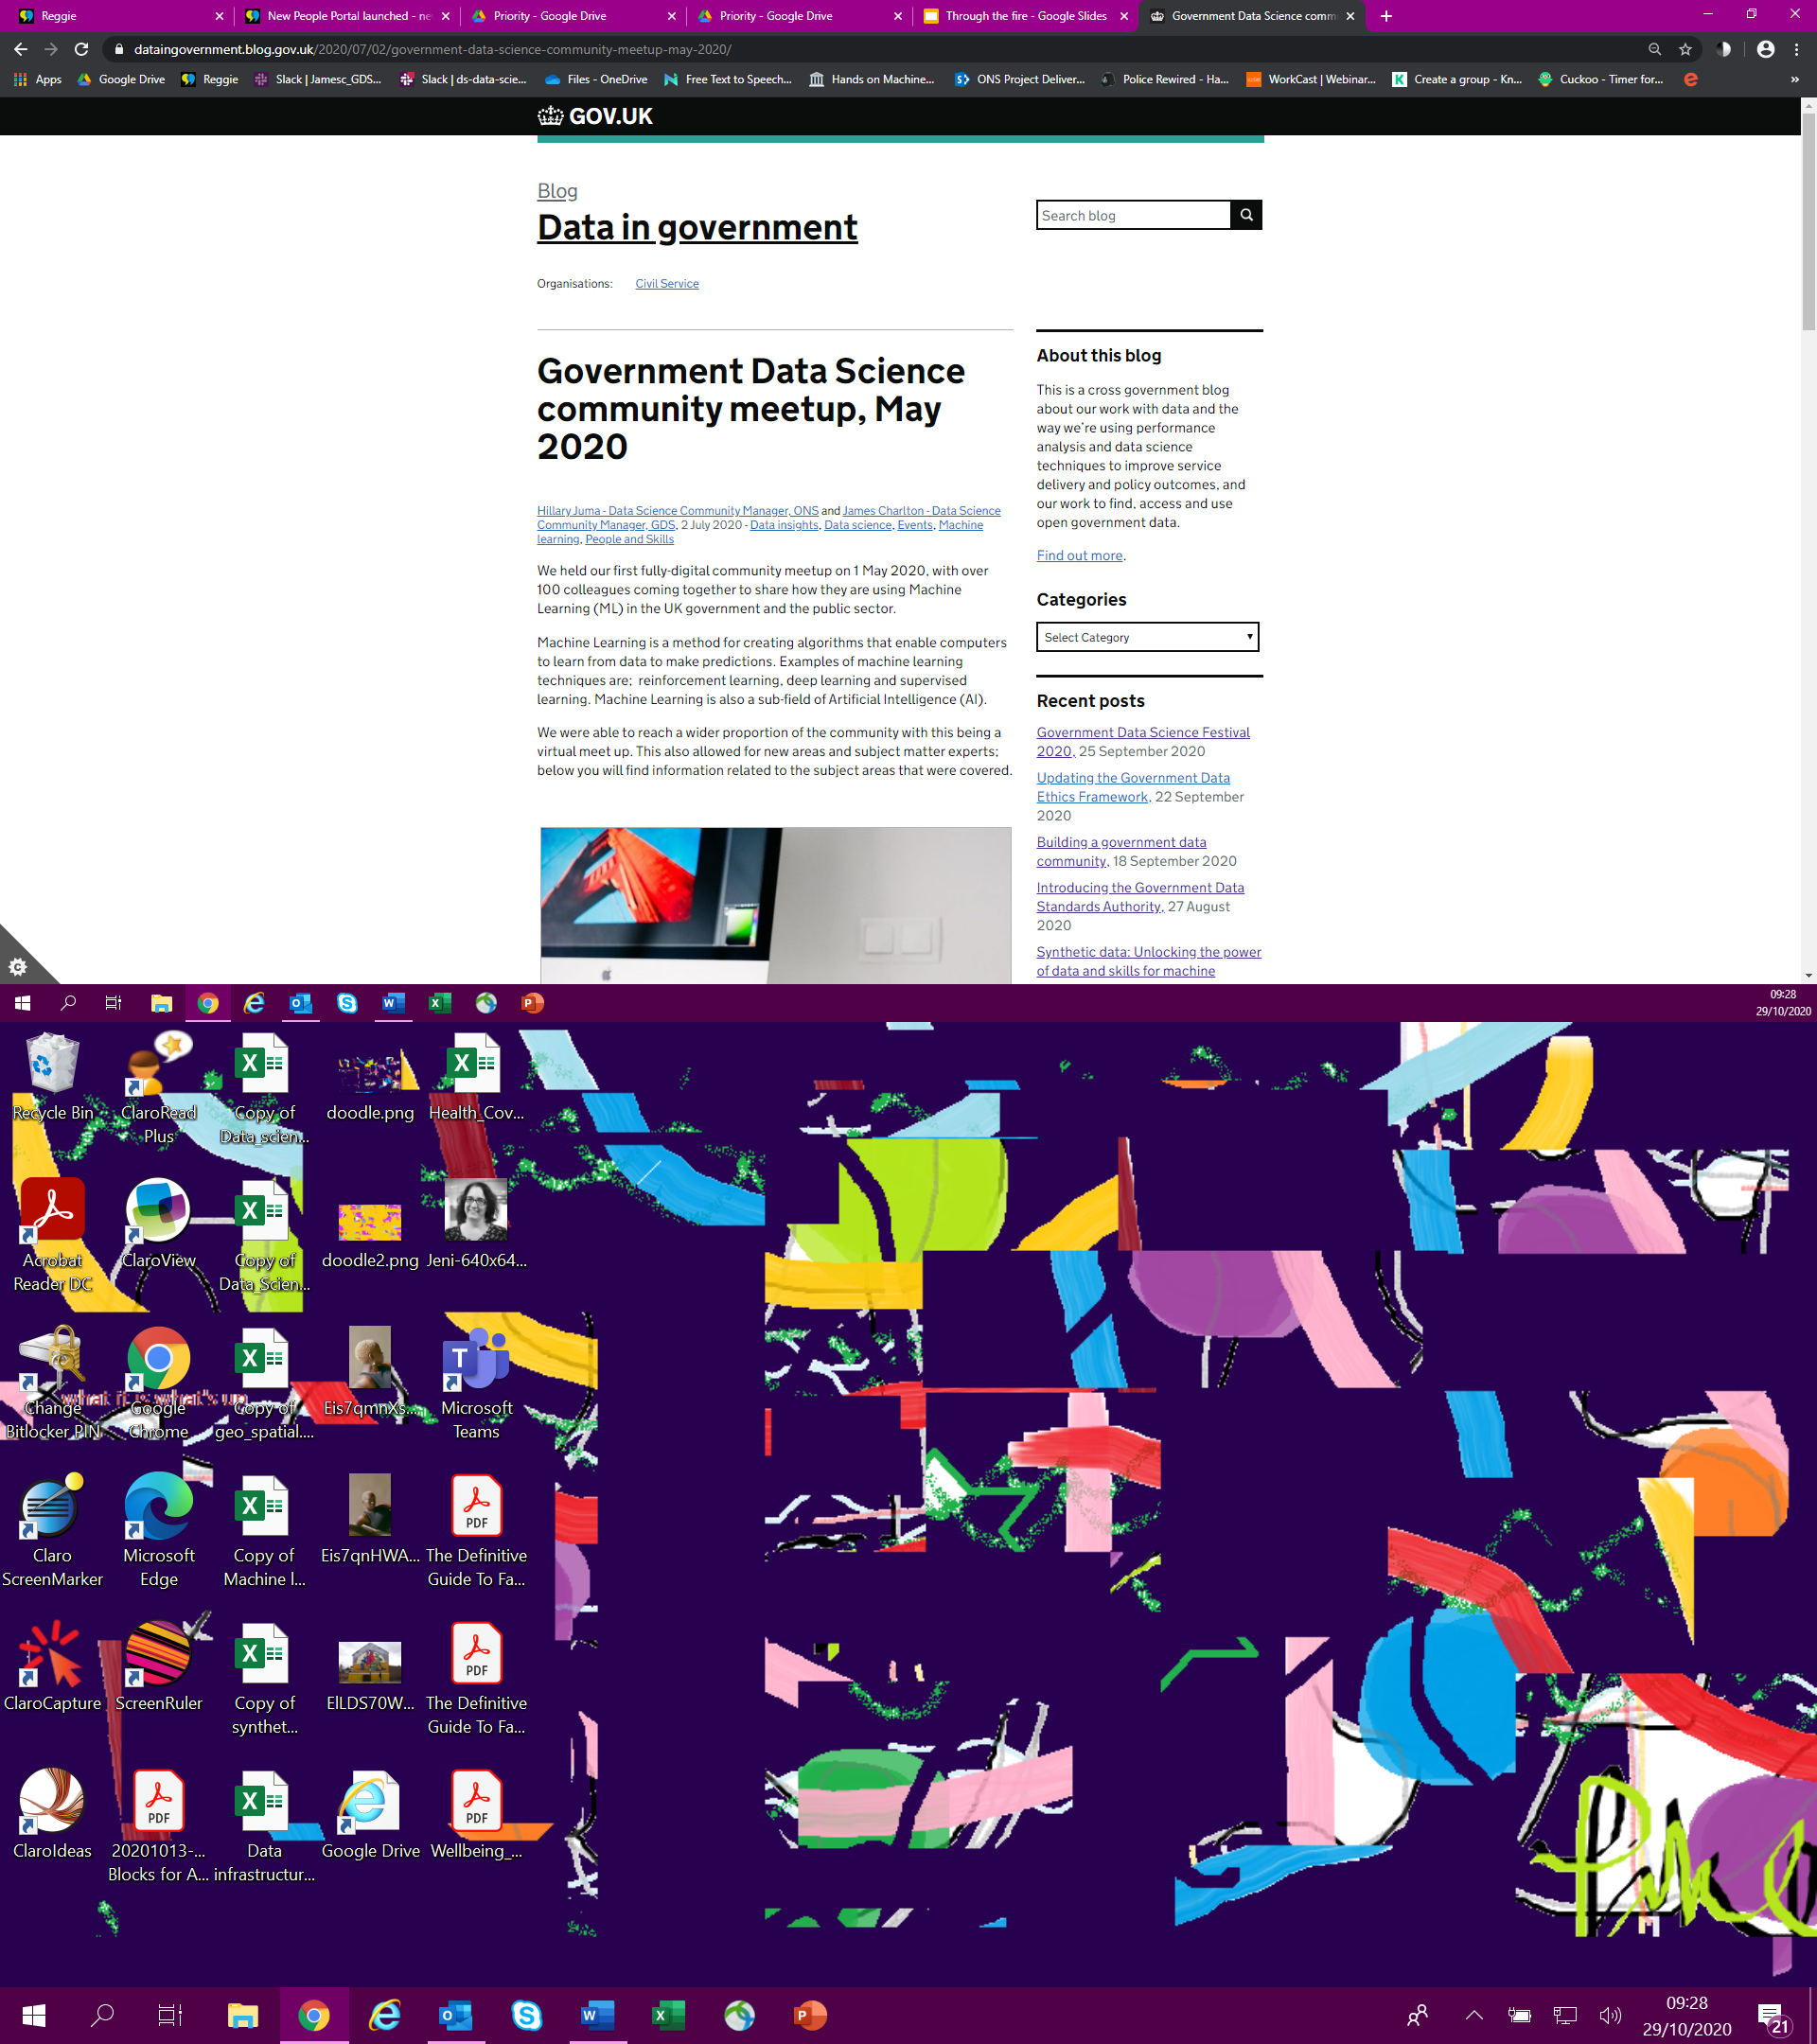 Reggie
New People Portal launched - ne
Priority - Google Drive
Priority - Google Drive
Through the fire - Google Slides
Government Data Science comm
dataingovernment.blog.gov.uk/2020/07/02/government-data-science-community-meetup-may-2020/
Apps
Google Drive
Reggie
Slack | Jamesc_GDS...
Slack | ds-data-scie...
Files - OneDrive
Free Text to Speech...
Hands on Machine...
ONS Project Deliver...
Police Rewired - Ha...
WorkCast | Webinar...
Create a group - Kn...
Cuckoo - Timer for...
»
GOV.UK
Blog
Data in government
Search blog
Organisations: Civil Service
Government Data Science
community meetup, May
2020
Hillary Juma - Data Science Community Manager, ONS and James Charlton - Data Science
Community Manager, GDS, 2 July 2020 - Data insights, Data science, Events, Machine
learning, People and Skills
We held our first fully-digital community meetup on 1 May 2020, with over
100 colleagues coming together to share how they are using Machine
Learning (ML) in the UK government and the public sector.
Machine Learning is a method for creating algorithms that enable computers
to learn from data to make predictions. Examples of machine learning
techniques are;  reinforcement learning, deep learning and supervised
learning. Machine Learning is also a sub-field of Artificial Intelligence (AI).
We were able to reach a wider proportion of the community with this being a
virtual meet up. This also allowed for new areas and subject matter experts;
below you will find information related to the subject areas that were covered.
About this blog
This is a cross government blog
about our work with data and the
way we're using performance
analysis and data science
techniques to improve service
delivery and policy outcomes, and
our work to find, access and use
open government data.
Find out more.
Categories
Select Category
Recent posts
Government Data Science Festival
2020, 25 September 2020
Updating the Government Data
Ethics Framework, 22 September
2020
Building a government data
community, 18 September 2020
Introducing the Government Data
Standards Authority, 27 August
2020
Synthetic data: Unlocking the power
of data and skills for machine
09:28
29/10/2020
Recycle Bin
ClaroRead
Plus
Copy of
Data_scien...
doodle.png
Health_Cov...
Acrobat
Reader DC
ClaroView
Copy of
Data_Scien...
doodle2.png
Jeni-640x64...
what it is what's up
Change
Bitlocker PIN
Google
Chrome
Copy of
geo_spatial....
Eis7qmnXs...
Microsoft
Teams
Claro
ScreenMarker
Microsoft
Edge
Copy of
Machine l...
Eis7qnHWA...
The Definitive
Guide To Fa...
ClaroCapture
ScreenRuler
Copy of
synthet...
ElLDS70W...
The Definitive
Guide To Fa...
ClaroIdeas
20201013-...
Blocks for A...
Data
infrastructur...
Google Drive
Wellbeing_...
09:28
29/10/2020
21